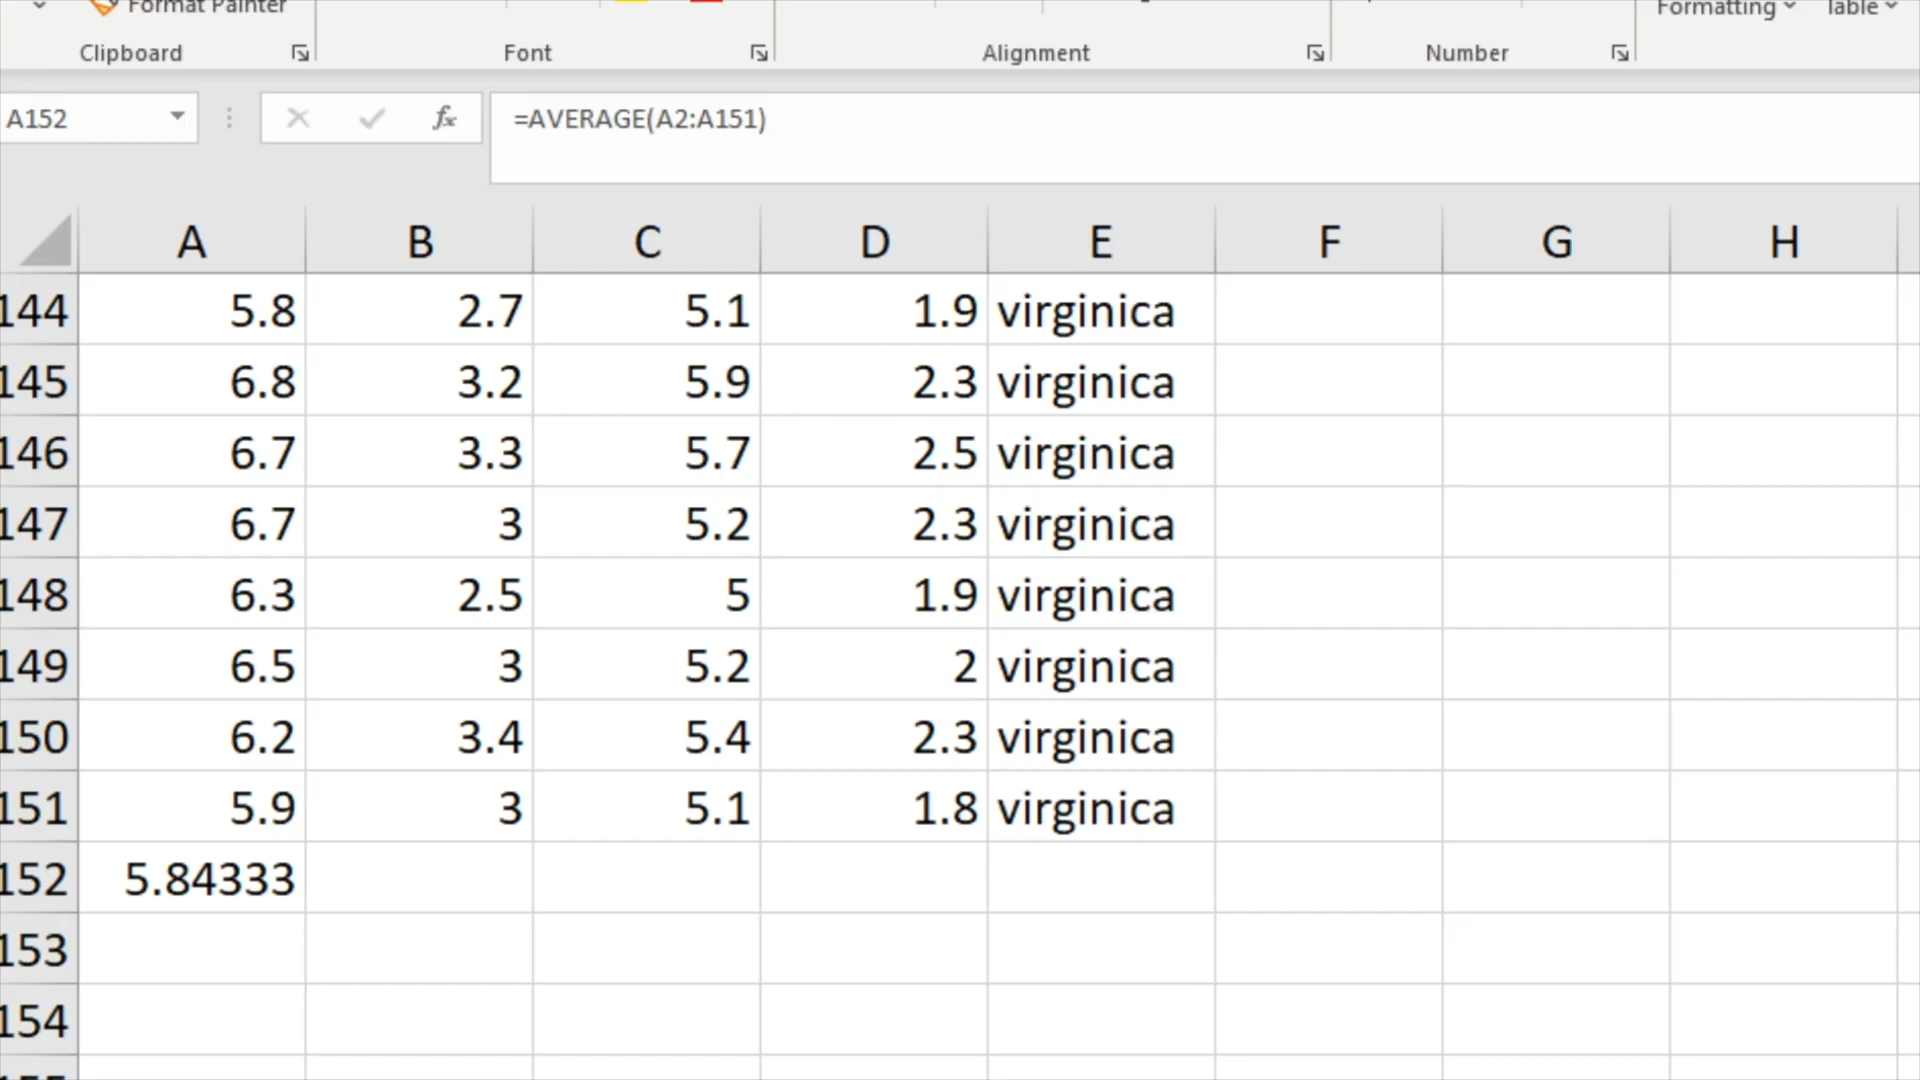 Format Painter
Formatting Table
Clipboard Font Alignment Number
A152 fx =AVERAGE(A2:A151)
A B C D E F G H
144 5.8 2.7 5.1 1.9 virginica
145 6.8 3.2 5.9 2.3 virginica
146 6.7 3.3 5.7 2.5 virginica
147 6.7 3 5.2 2.3 virginica
148 6.3 2.5 5 1.9 virginica
149 6.5 3 5.2 2 virginica
150 6.2 3.4 5.4 2.3 virginica
151 5.9 3 5.1 1.8 virginica
152 5.84333
153
154